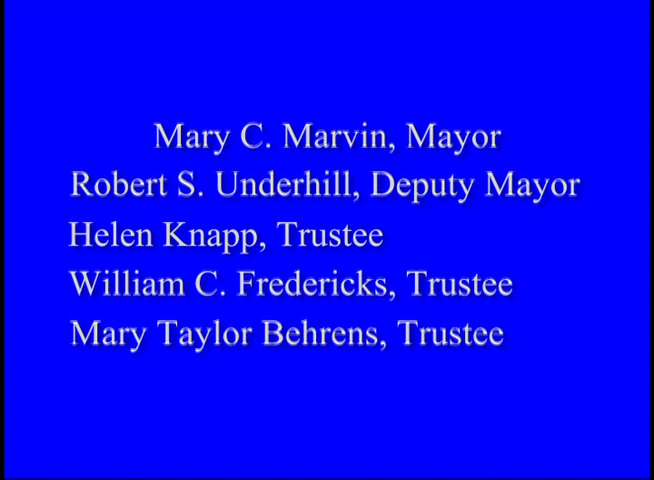 Mary C. Marvin, Mayor
Robert S. Underhill, Deputy Mayor
Helen Knapp, Trustee
William C. Fredericks, Trustee
Mary Taylor Behrens, Trustee